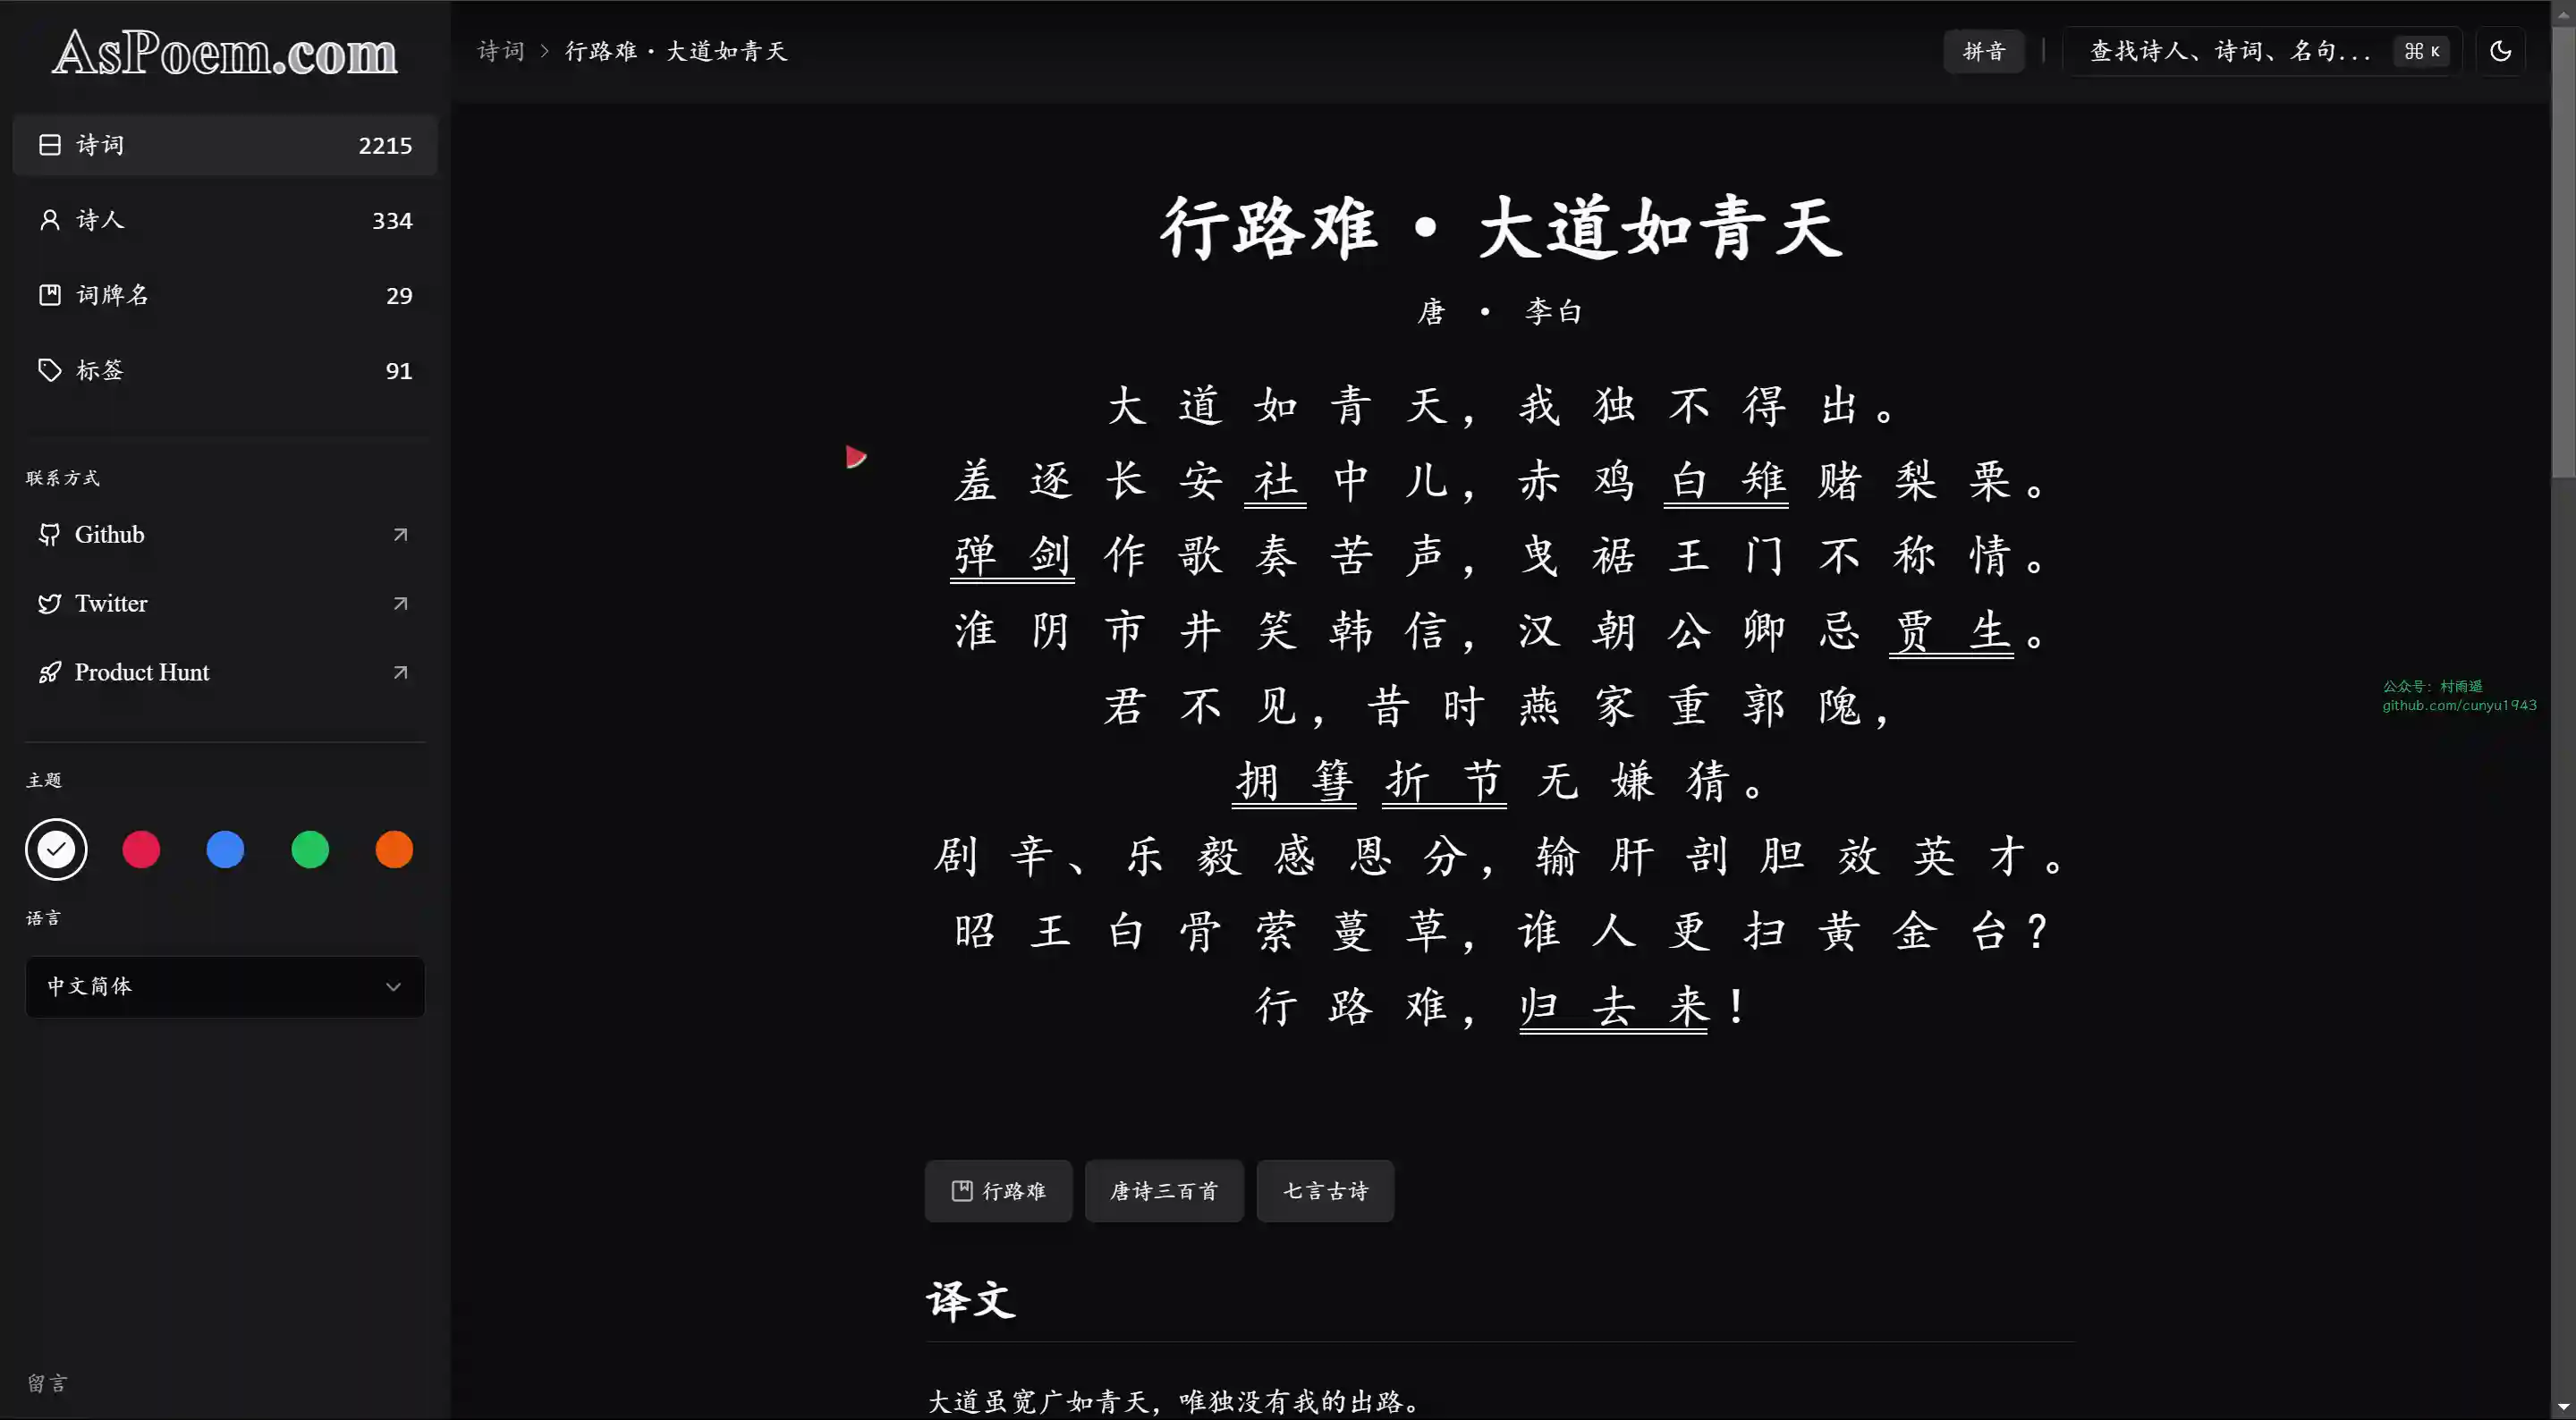 AsPoem.com
诗词 2215
诗人 334
词牌名 29
标签 91
联系方式
Github
Twitter
Product Hunt
主题
语言
中文简体
留言
诗词 > 行路难·大道如青天
拼音
查找诗人、诗词、名句...
⌘ K
行路难·大道如青天
唐 · 李白
大道如青天，我独不得出。
羞逐长安社中儿，赤鸡白雉赌梨栗。
弹剑作歌奏苦声，曳裾王门不称情。
淮阴市井笑韩信，汉朝公卿忌贾生。
君不见，昔时燕家重郭隗，
拥篲折节无嫌猜。
剧辛、乐毅感恩分，输肝剖胆效英才。
昭王白骨萦蔓草，谁人更扫黄金台？
行路难，归去来！
行路难
唐诗三百首
七言古诗
译文
大道虽宽广如青天，唯独没有我的出路。
公众号：村雨遥
github.com/cunyu1943